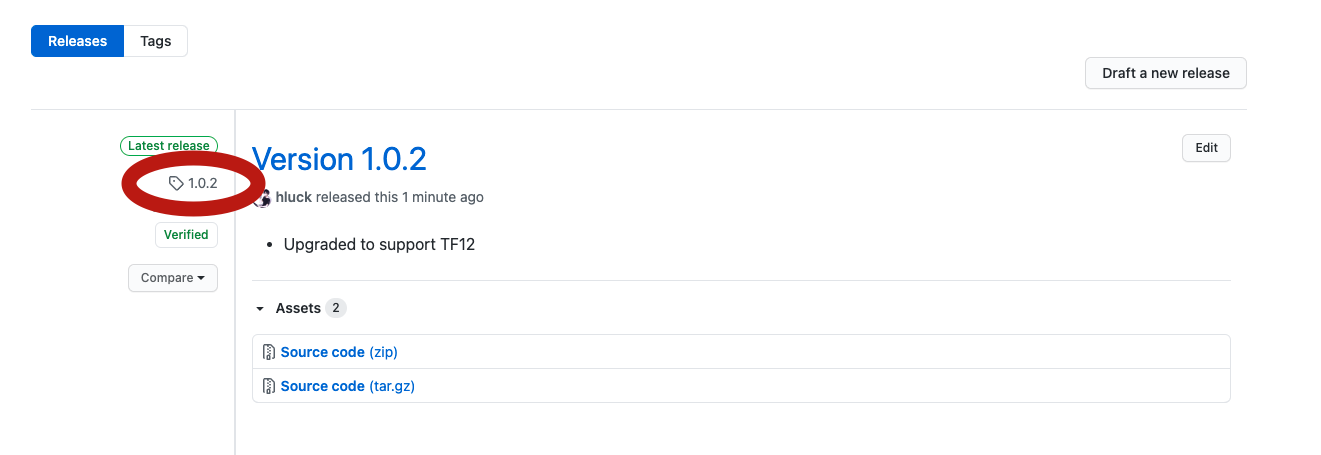 Releases Tags
Draft a new release
Latest release
1.0.2
Verified
Compare
Version 1.0.2
Edit
hluck released this 1 minute ago
• Upgraded to support TF12
Assets 2
Source code (zip)
Source code (tar.gz)